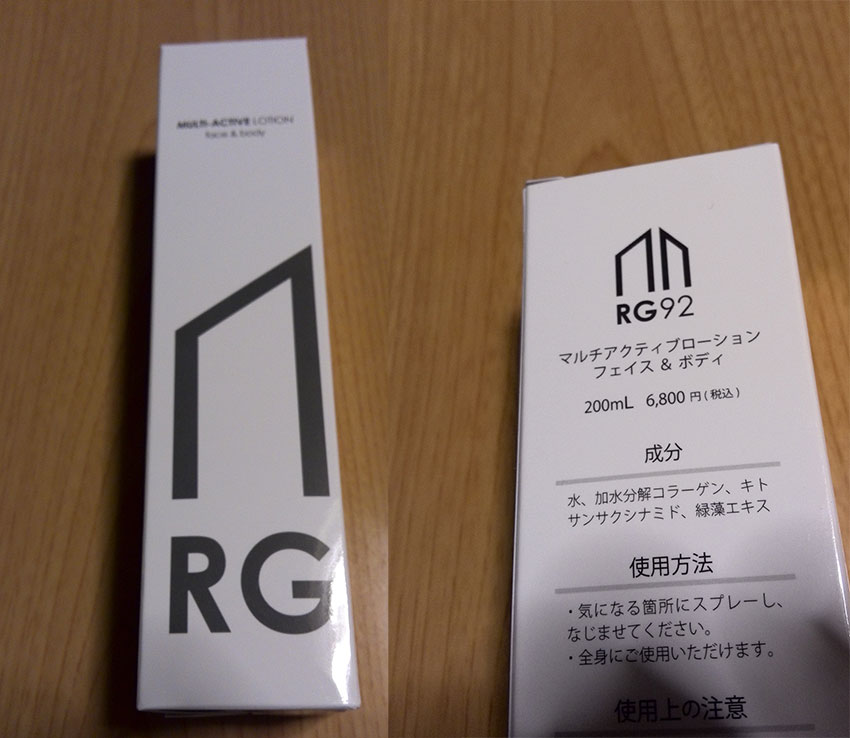 MULTI-ACTIVE LOTION
face & body
RG
RG92
マルチアクティブローション
フェイス & ボディ
200mL 6,800 円(税込)
成分
水、加水分解コラーゲン、キト
サンサクシナミド、緑藻エキス
使用方法
・気になる箇所にスプレーし、
なじませてください。
・全身にご使用いただけます。
使用上の注意